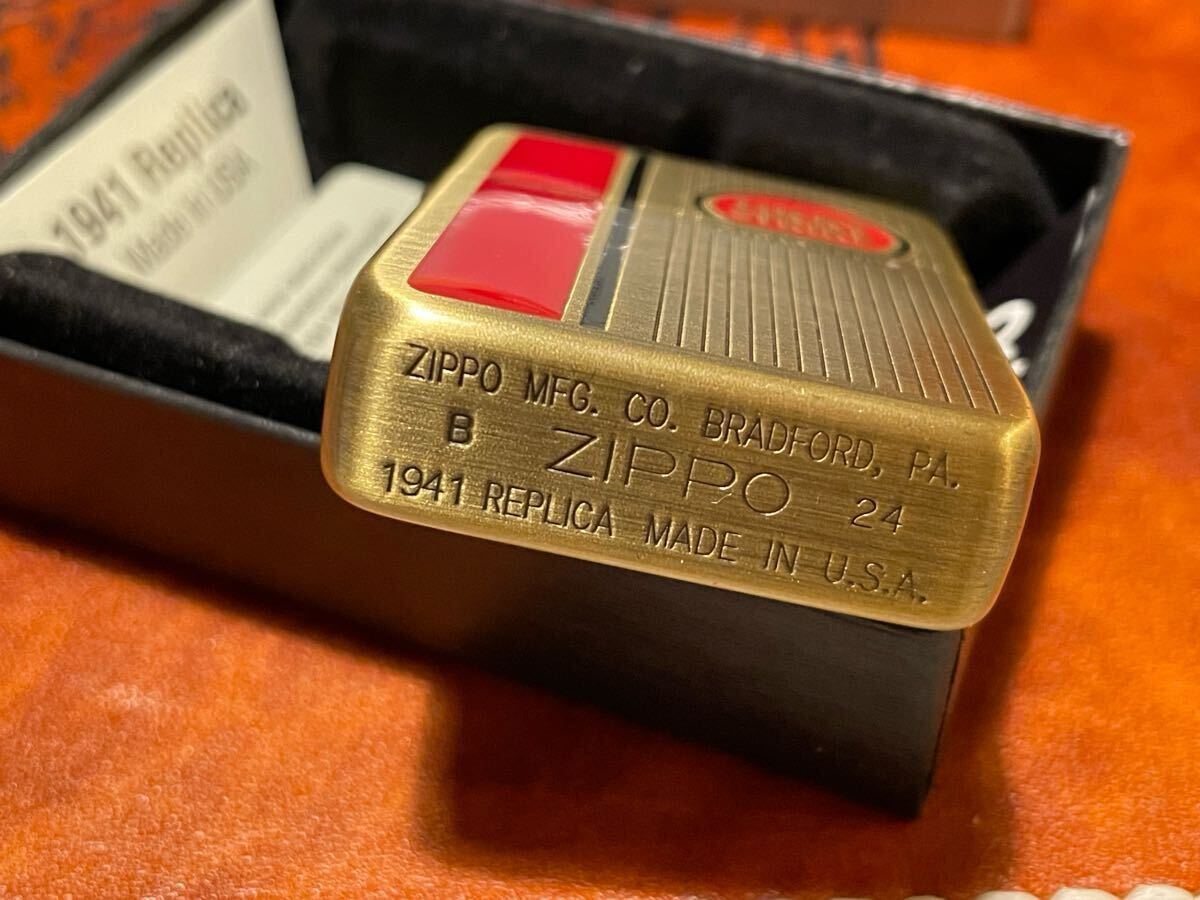 1941 Replica
Made in USA
ZIPPO MFG. CO. BRADFORD, PA.
B ZIPPO 24
1941 REPLICA MADE IN U.S.A.